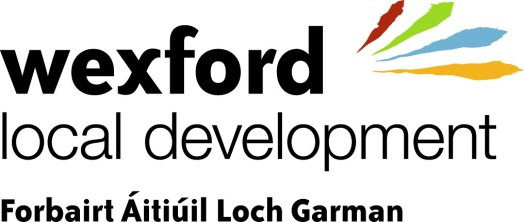 wexford
local development
Forbairt Áitiúil Loch Garman